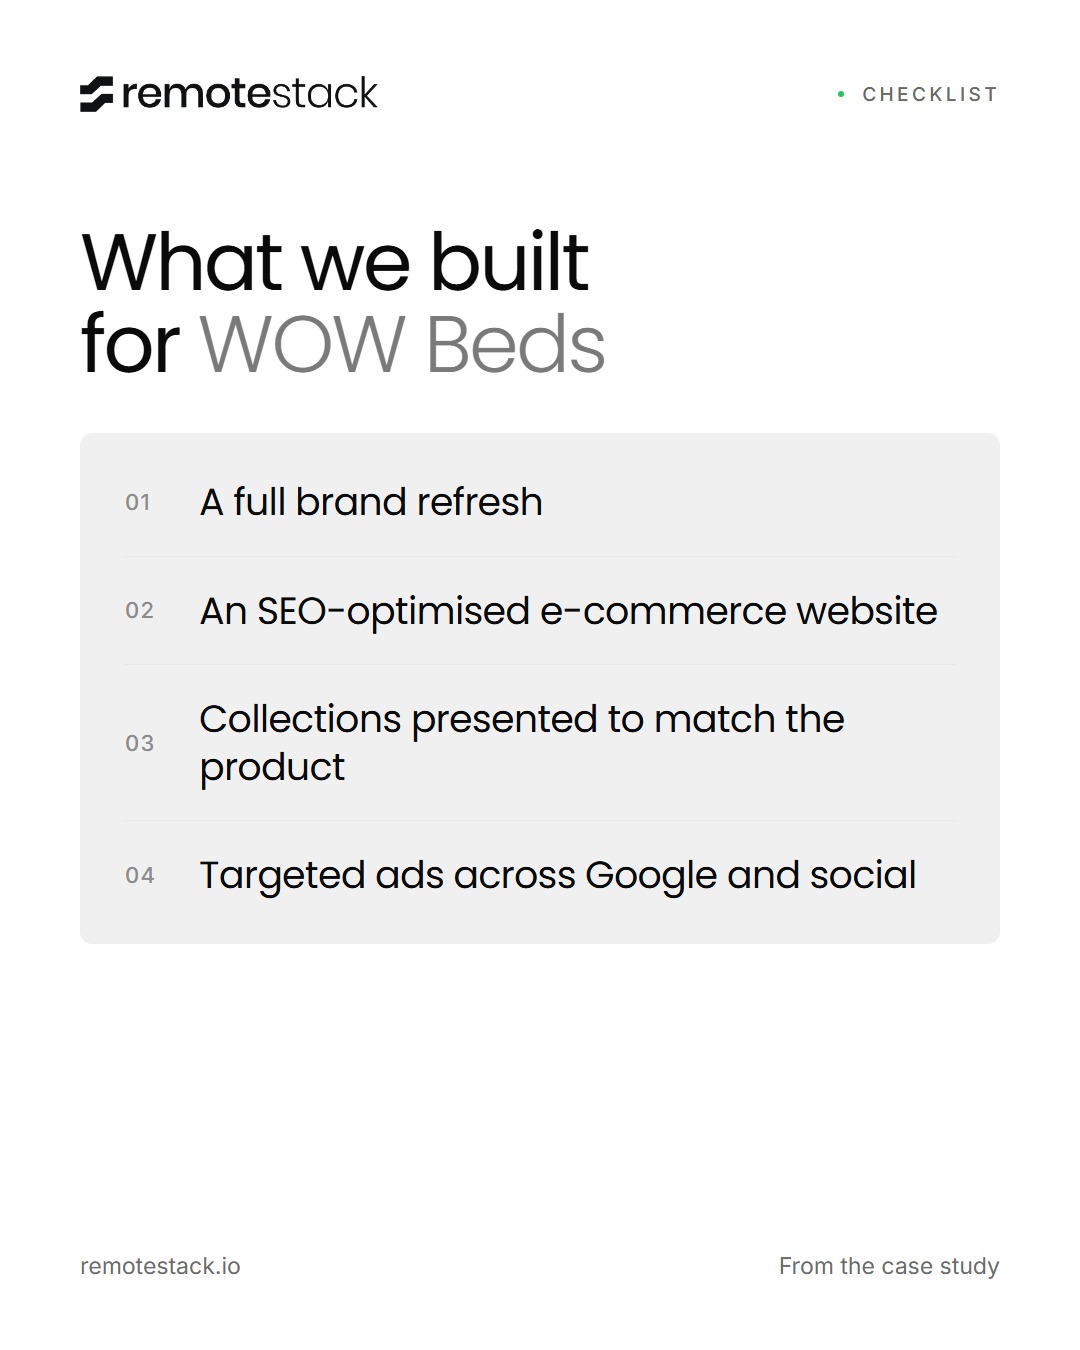 remotestack
• CHECKLIST
What we built
for WOW Beds
01 A full brand refresh
02 An SEO-optimised e-commerce website
03 Collections presented to match the
product
04 Targeted ads across Google and social
remotestack.io
From the case study